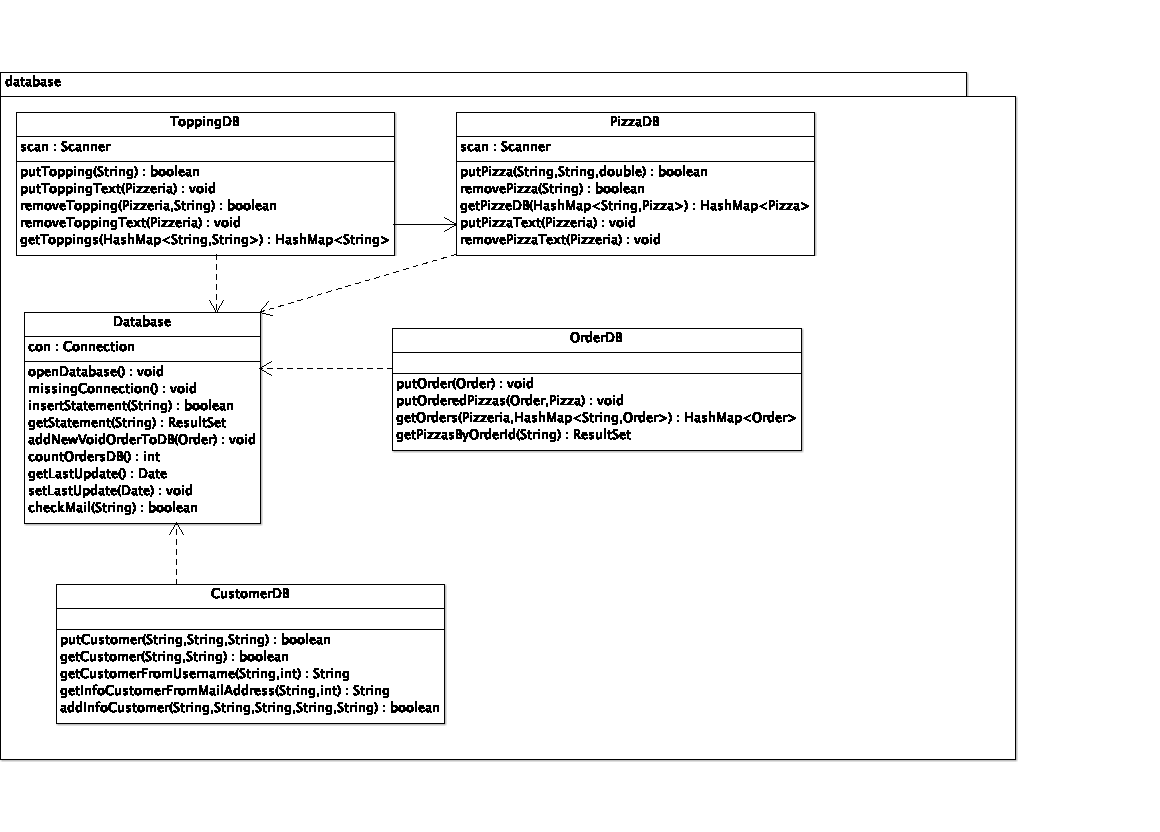 database
ToppingDB
scan : Scanner
putTopping(String) : boolean
putToppingText(Pizzeria) : void
removeTopping(Pizzeria,String) : boolean
removeToppingText(Pizzeria) : void
getToppings(HashMap<String,String>) : HashMap<String>
PizzaDB
scan : Scanner
putPizza(String,String,double) : boolean
removePizza(String) : boolean
getPizzeDB(HashMap<String,Pizza>) : HashMap<Pizza>
putPizzaText(Pizzeria) : void
removePizzaText(Pizzeria) : void
Database
con : Connection
openDatabase() : void
missingConnection() : void
insertStatement(String) : boolean
getStatement(String) : ResultSet
addNewVoidOrderToDB(Order) : void
countOrdersDB() : int
getLastUpdate() : Date
setLastUpdate(Date) : void
checkMail(String) : boolean
OrderDB
putOrder(Order) : void
putOrderedPizzas(Order,Pizza) : void
getOrders(Pizzeria,HashMap<String,Order>) : HashMap<Order>
getPizzasByOrderId(String) : ResultSet
CustomerDB
putCustomer(String,String,String) : boolean
getCustomer(String,String) : boolean
getCustomerFromUsername(String,int) : String
getInfoCustomerFromMailAddress(String,int) : String
addInfoCustomer(String,String,String,String,String) : boolean